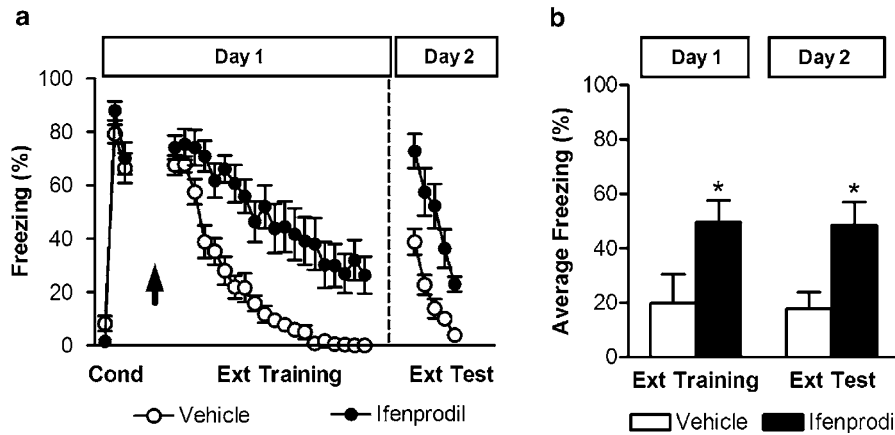 a
Day 1
Day 2
Freezing (%)
100
80
60
40
20
0
Cond
Ext Training
Ext Test
Vehicle
Ifenprodil
b
Day 1
Day 2
Average Freezing (%)
100
80
60
40
20
0
*
*
Ext Training
Ext Test
Vehicle
Ifenprodi